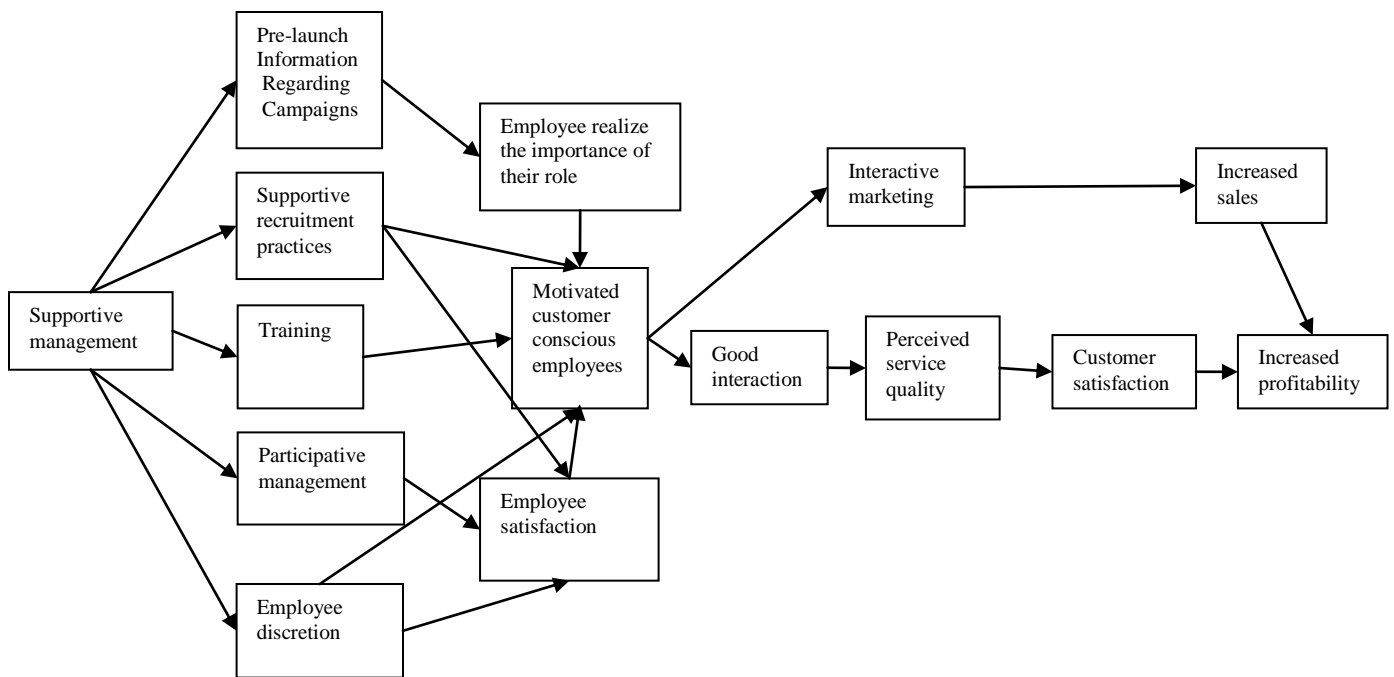 Pre-launch
Information
Regarding
Campaigns
Employee realize
the importance of
their role
Interactive
marketing
Increased
sales
Supportive
recruitment
practices
Supportive
management
Training
Motivated
customer
conscious
employees
Good
interaction
Perceived
service
quality
Customer
satisfaction
Increased
profitability
Participative
management
Employee
satisfaction
Employee
discretion